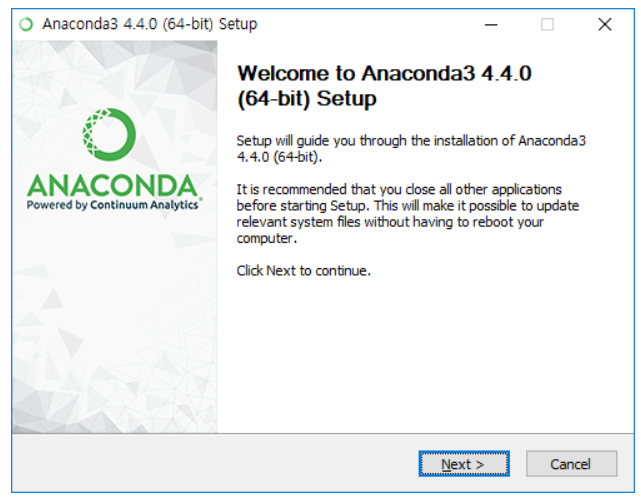 Anaconda3 4.4.0 (64-bit) Setup
Welcome to Anaconda3 4.4.0
(64-bit) Setup
Setup will guide you through the installation of Anaconda3
4.4.0 (64-bit).
It is recommended that you close all other applications
before starting Setup. This will make it possible to update
relevant system files without having to reboot your
computer.
Click Next to continue.
ANACONDA
Powered by Continuum Analytics
Next >
Cancel